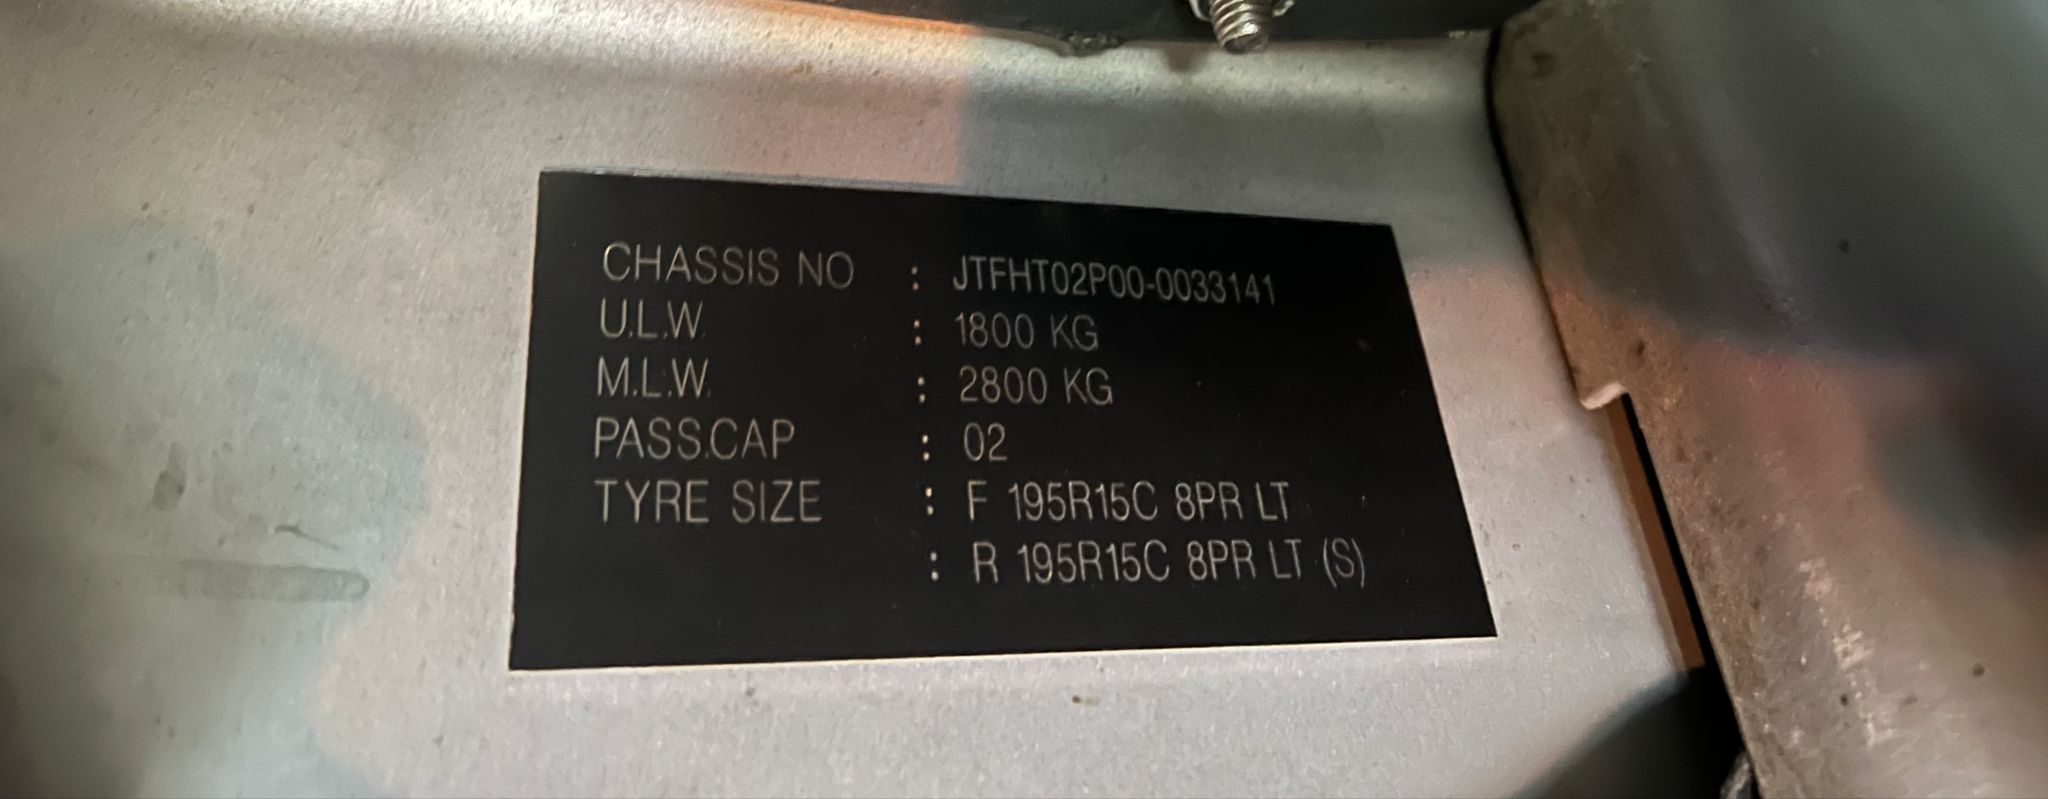 CHASSIS NO : JTFHT02P00-0033141
U.L.W. : 1800 KG
M.L.W. : 2800 KG
PASS.CAP : 02
TYRE SIZE : F 195R15C 8PR LT
: R 195R15C 8PR LT (S)